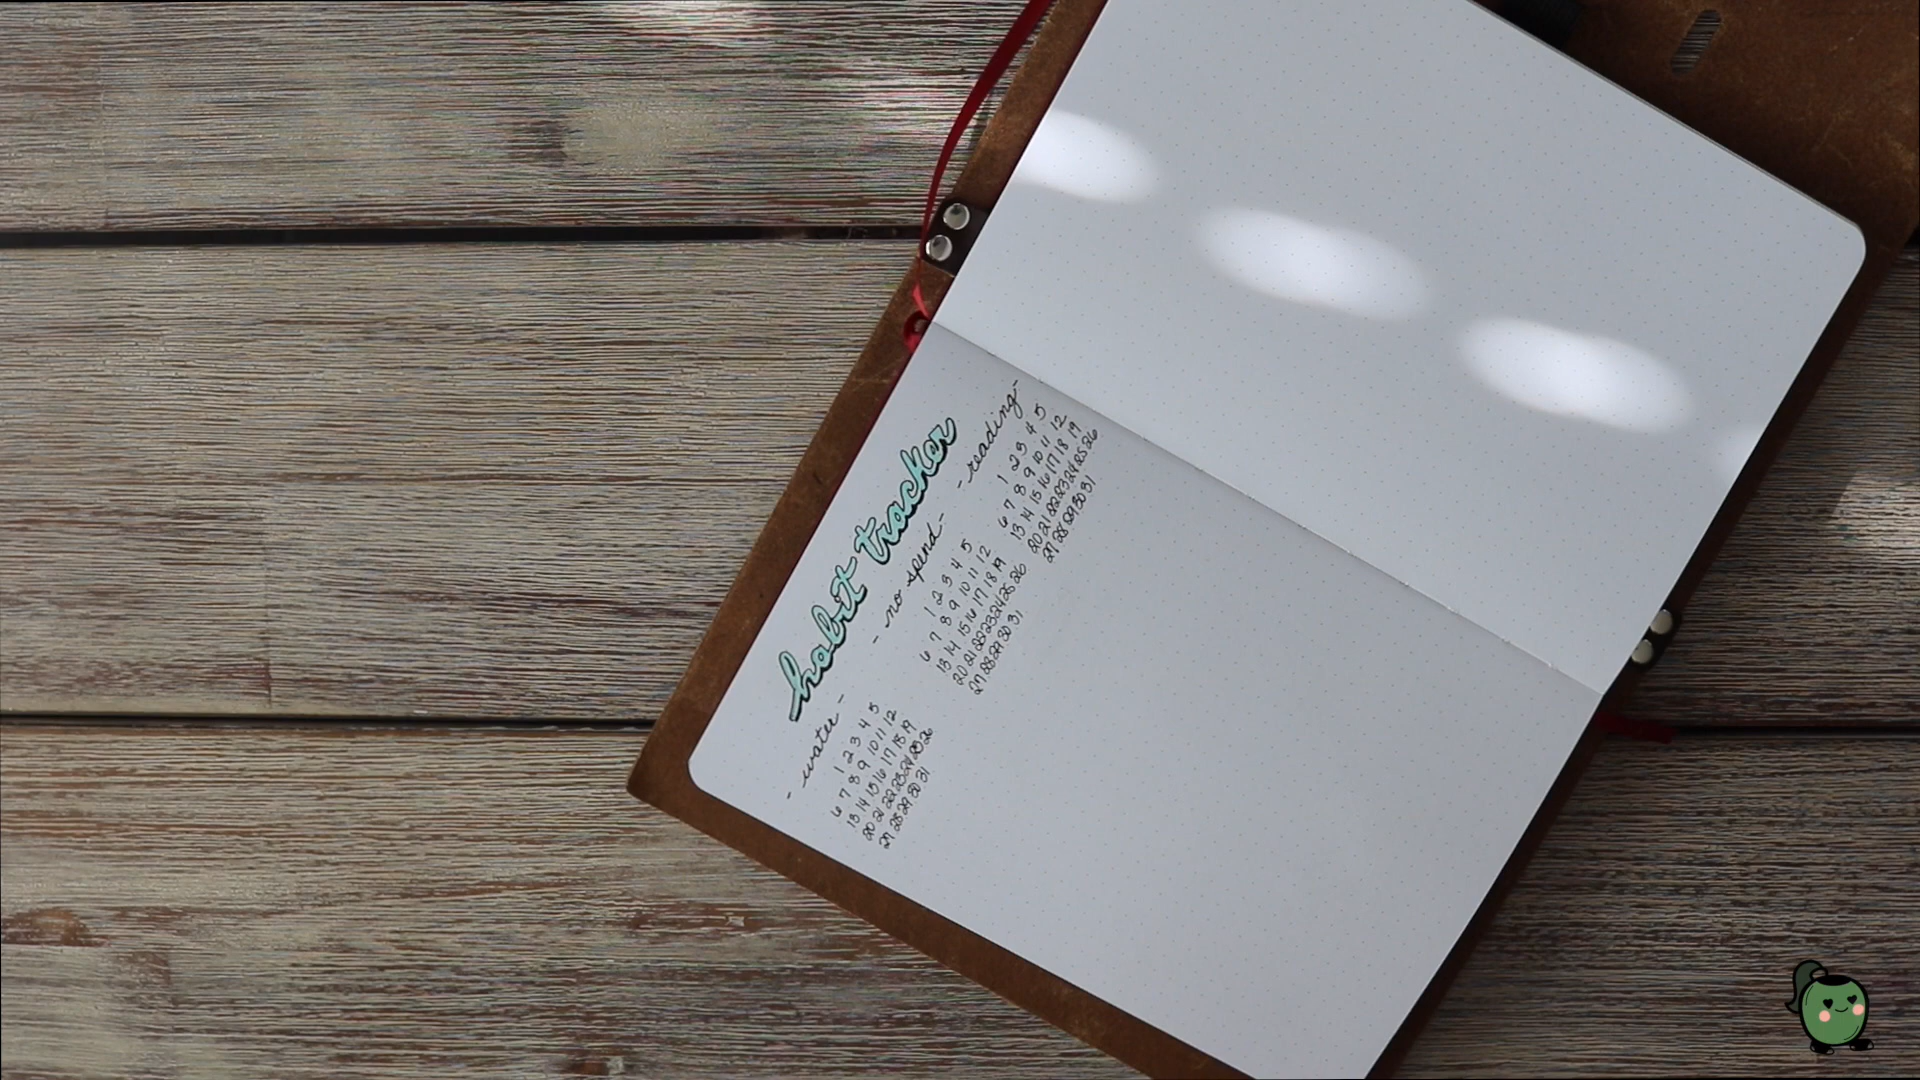 habit tracker
- water -
1 2 3 4 5
6 7 8 9 10 11 12
13 14 15 16 17 18 19
20 21 22 23 24 25 26
27 28 29 30 31
- no spend -
1 2 3 4 5
6 7 8 9 10 11 12
13 14 15 16 17 18 19
20 21 22 23 24 25 26
27 28 29 30 31
- reading -
1 2 3 4 5
6 7 8 9 10 11 12
13 14 15 16 17 18 19
20 21 22 23 24 25 26
27 28 29 30 31